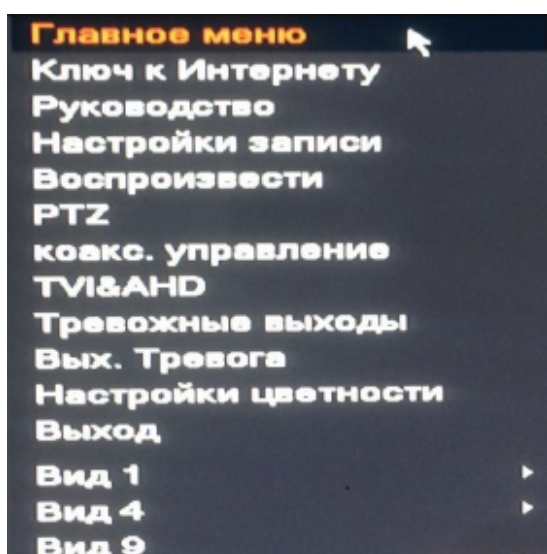 Главное меню
Ключ к Интернету
Руководство
Настройки записи
Воспроизвести
PTZ
коакс. управление
TVI&AHD
Тревожные выходы
Вых. Тревога
Настройки цветности
Выход
Вид 1
Вид 4
Вид 9